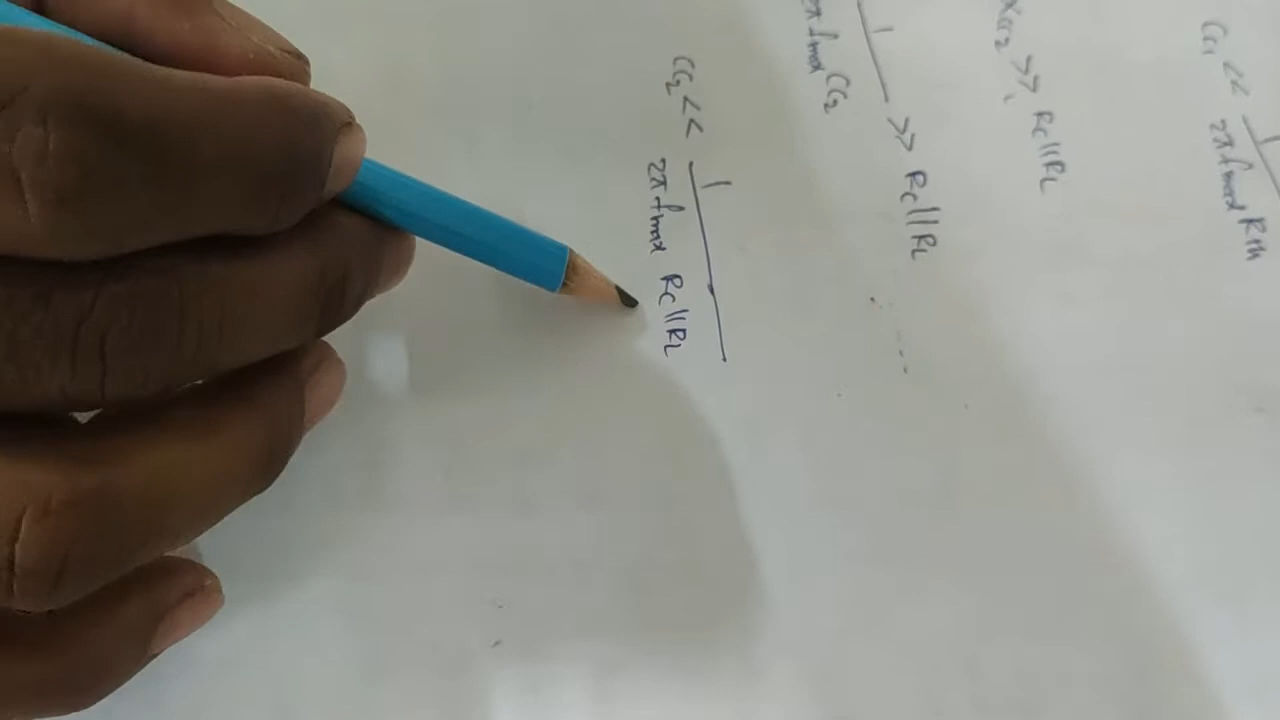 CC1 << 1 / 2π fmax Rth
XCC2 >> RC||RL
1 / 2π fmax CC2 >> RC||RL
CC2 << 1 / 2π fmax RC||RL